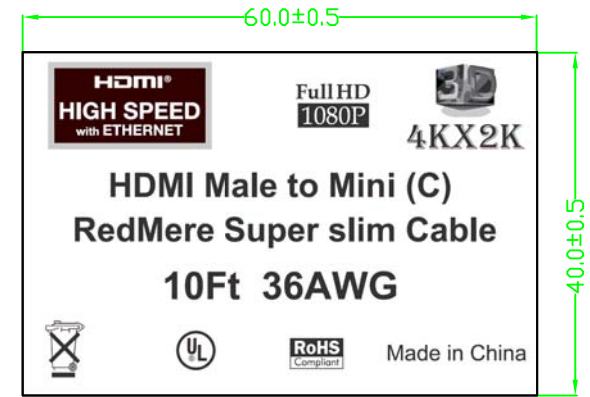 60.0±0.5
HDMI®
HIGH SPEED
with ETHERNET
Full HD
1080P
3D
4KX2K
40.0±0.5
HDMI Male to Mini (C)
RedMere Super slim Cable
10Ft 36AWG
UL
RoHS
Compliant
Made in China